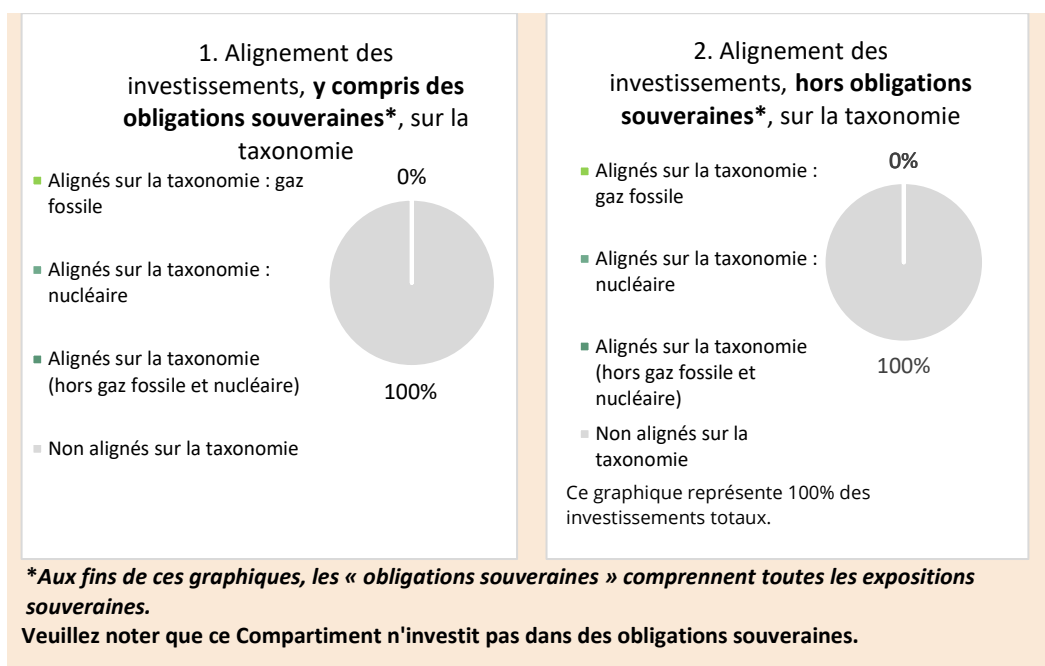 1. Alignement des
investissements, y compris des
obligations souveraines*, sur la
taxonomie
Alignés sur la taxonomie : gaz
fossile
Alignés sur la taxonomie :
nucléaire
Alignés sur la taxonomie
(hors gaz fossile et nucléaire)
Non alignés sur la taxonomie
0%
100%
2. Alignement des
investissements, hors obligations
souveraines*, sur la taxonomie
Alignés sur la taxonomie :
gaz fossile
Alignés sur la taxonomie :
nucléaire
Alignés sur la taxonomie
(hors gaz fossile et
nucléaire)
Non alignés sur la
taxonomie
0%
100%
Ce graphique représente 100% des
investissements totaux.
*Aux fins de ces graphiques, les « obligations souveraines » comprennent toutes les expositions
souveraines.
Veuillez noter que ce Compartiment n'investit pas dans des obligations souveraines.